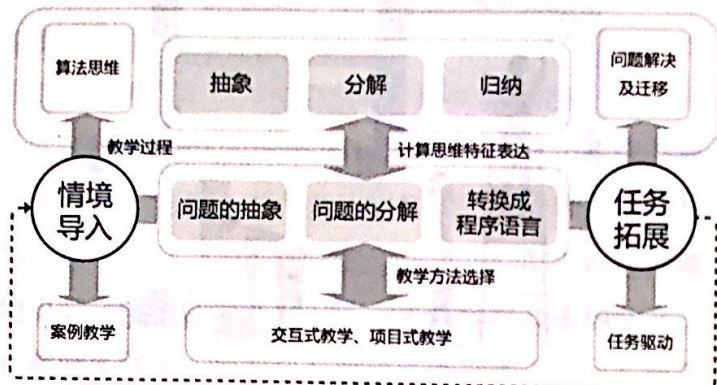 算法思维
抽象
分解
归纳
问题解决
及迁移
教学过程
计算思维特征表达
情境
导入
问题的抽象
问题的分解
转换成
程序语言
任务
拓展
教学方法选择
案例教学
交互式教学、项目式教学
任务驱动